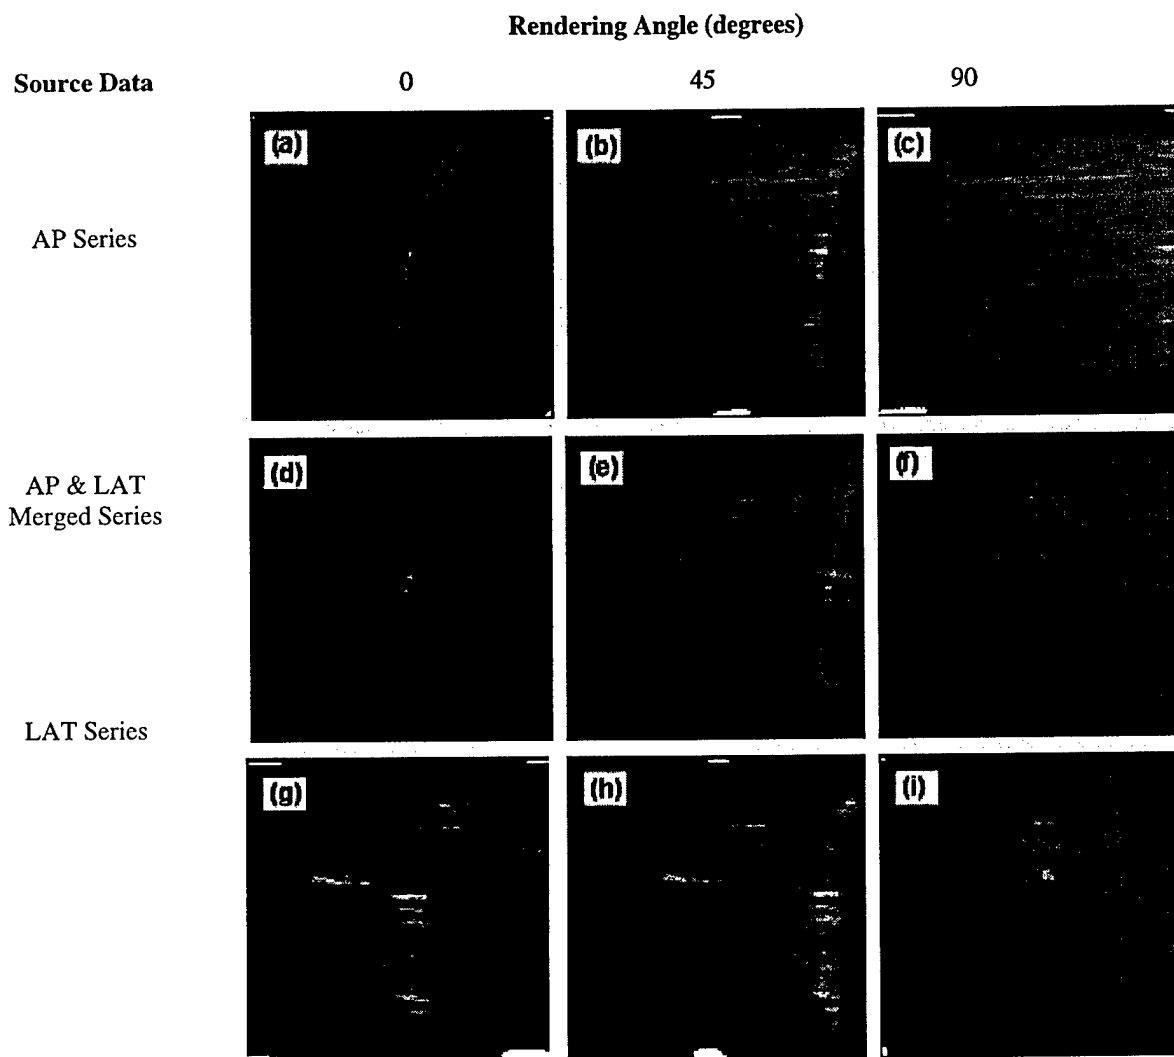 Rendering Angle (degrees)
Source Data
0
45
90
(a)
(b)
(c)
AP Series
(d)
(e)
(f)
AP & LAT
Merged Series
LAT Series
(g)
(h)
(i)